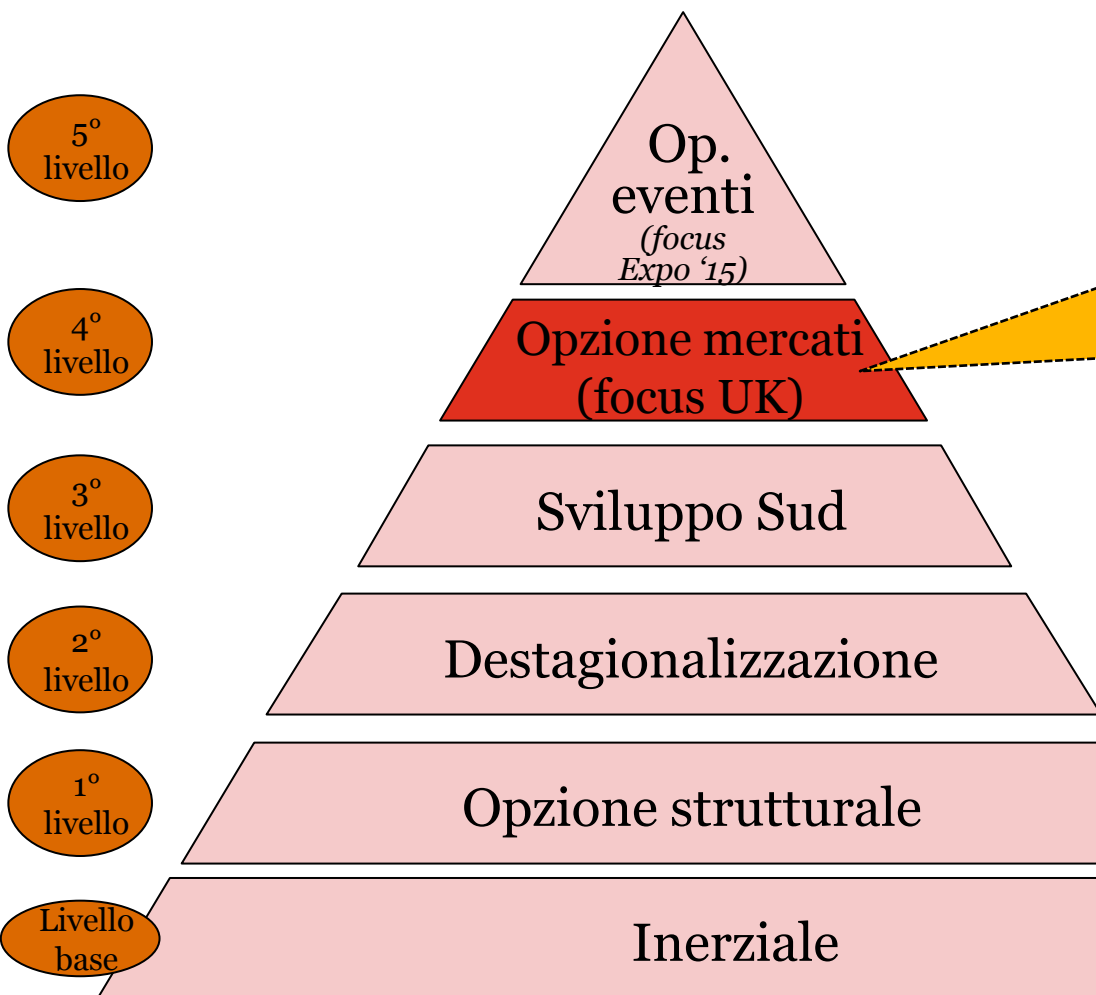 5°
livello
Op.
eventi
(focus
Expo ‘15)
4°
livello
Opzione mercati
(focus UK)
3°
livello
Sviluppo Sud
2°
livello
Destagionalizzazione
1°
livello
Opzione strutturale
Livello
base
Inerziale